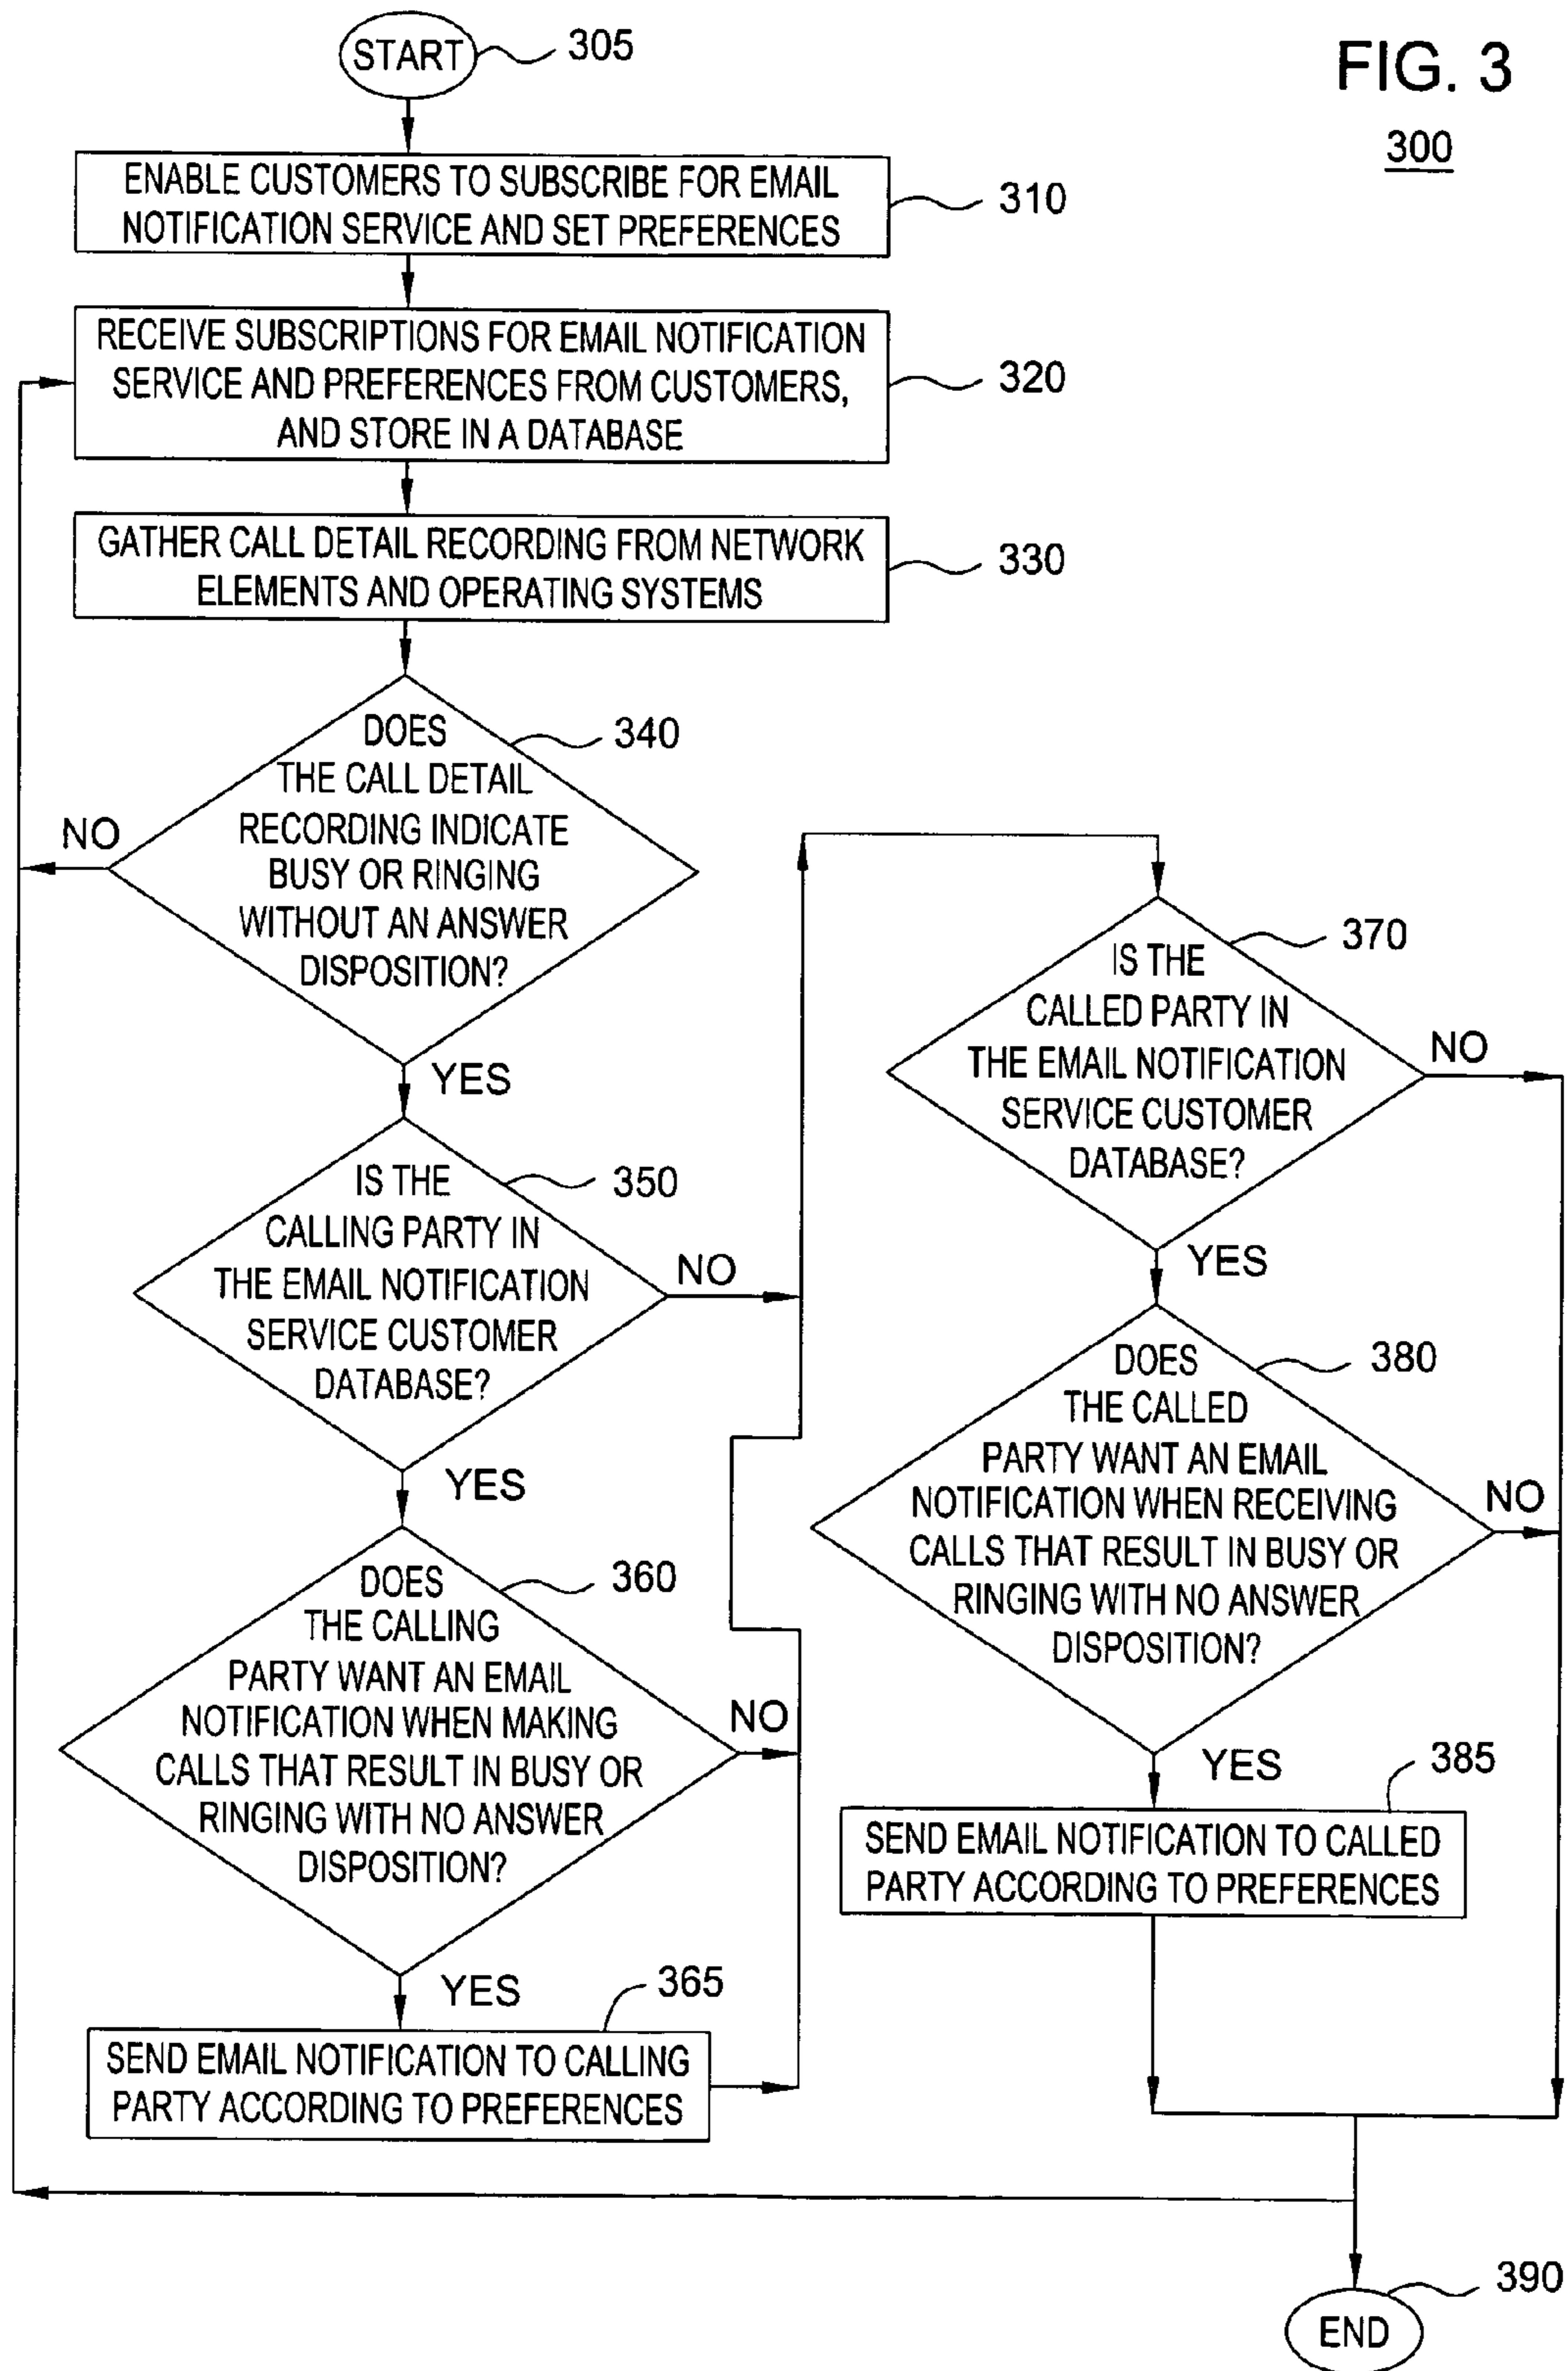 FIG. 3
300
START
305
ENABLE CUSTOMERS TO SUBSCRIBE FOR EMAIL
NOTIFICATION SERVICE AND SET PREFERENCES
310
RECEIVE SUBSCRIPTIONS FOR EMAIL NOTIFICATION
SERVICE AND PREFERENCES FROM CUSTOMERS,
AND STORE IN A DATABASE
320
GATHER CALL DETAIL RECORDING FROM NETWORK
ELEMENTS AND OPERATING SYSTEMS
330
DOES
THE CALL DETAIL
RECORDING INDICATE
BUSY OR RINGING
WITHOUT AN ANSWER
DISPOSITION?
340
NO
YES
IS THE
CALLING PARTY IN
THE EMAIL NOTIFICATION
SERVICE CUSTOMER
DATABASE?
350
NO
YES
DOES
THE CALLING
PARTY WANT AN EMAIL
NOTIFICATION WHEN MAKING
CALLS THAT RESULT IN BUSY OR
RINGING WITH NO ANSWER
DISPOSITION?
360
NO
YES
365
SEND EMAIL NOTIFICATION TO CALLING
PARTY ACCORDING TO PREFERENCES
IS THE
CALLED PARTY IN
THE EMAIL NOTIFICATION
SERVICE CUSTOMER
DATABASE?
370
NO
YES
DOES
THE CALLED
PARTY WANT AN EMAIL
NOTIFICATION WHEN RECEIVING
CALLS THAT RESULT IN BUSY OR
RINGING WITH NO ANSWER
DISPOSITION?
380
NO
YES
385
SEND EMAIL NOTIFICATION TO CALLED
PARTY ACCORDING TO PREFERENCES
390
END